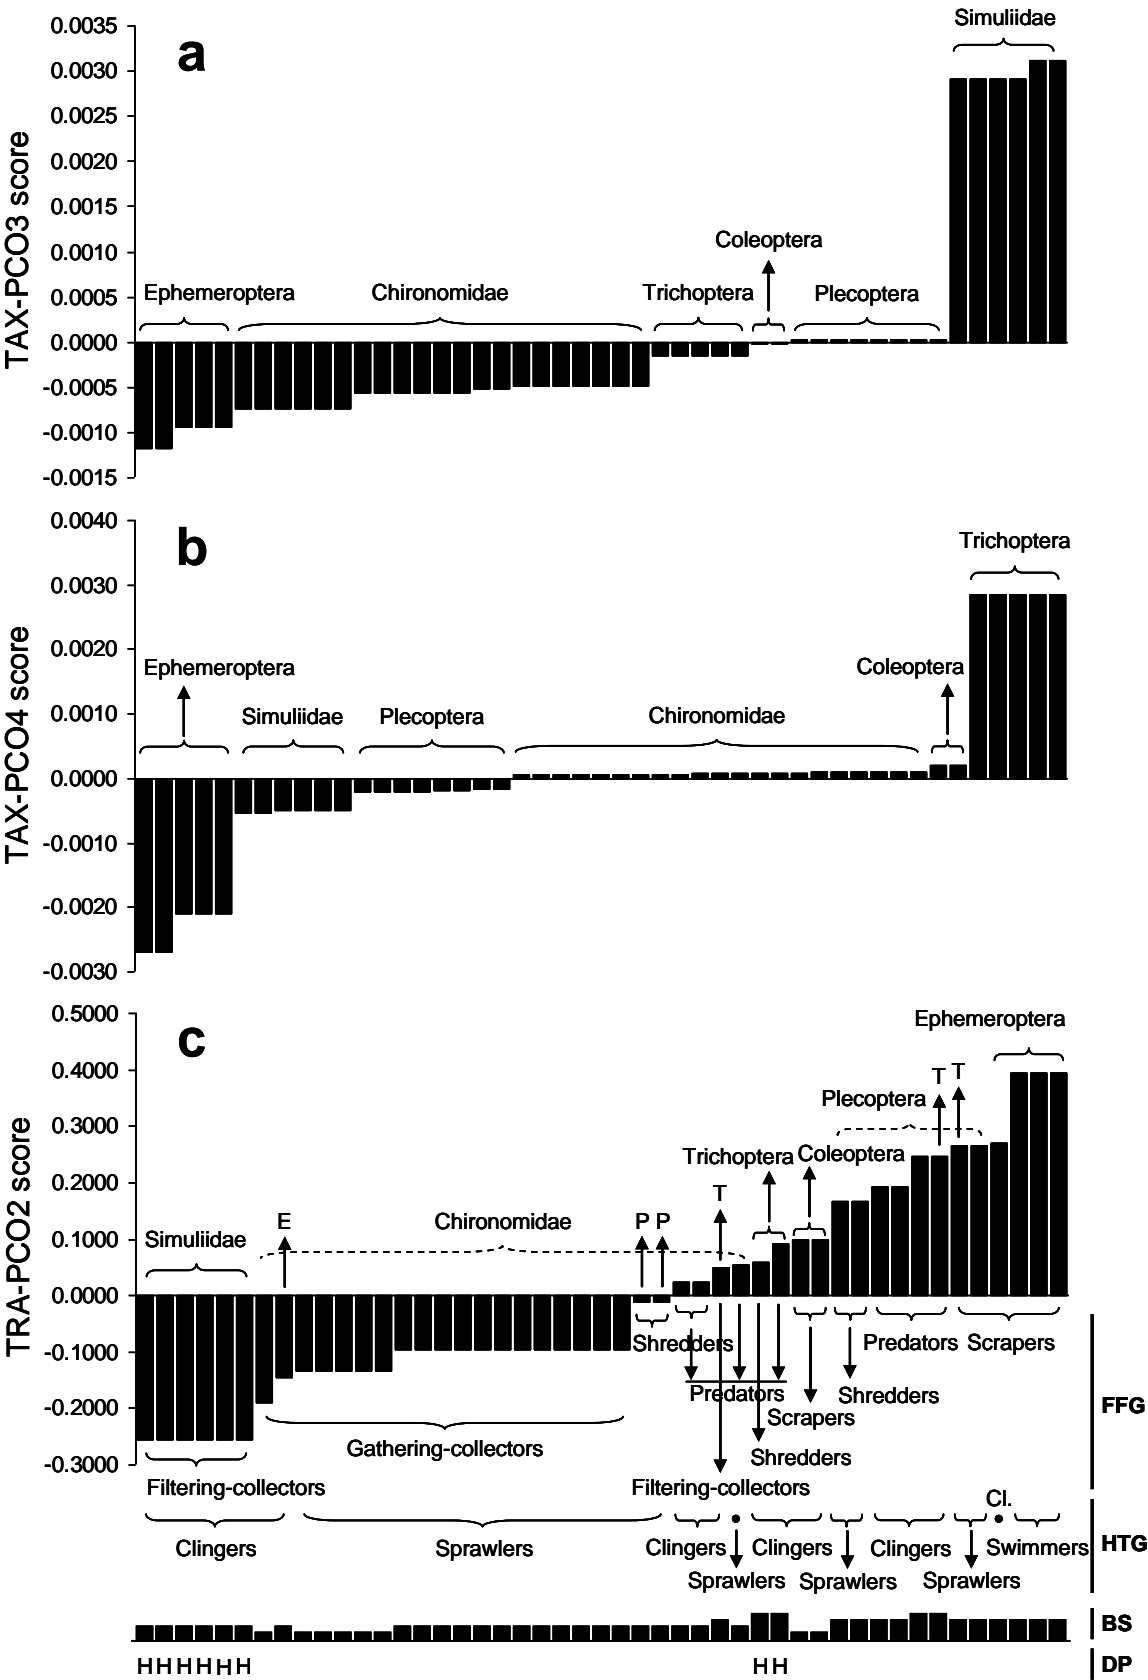 a
TAX-PCO3 score
0.0035
0.0030
0.0025
0.0020
0.0015
0.0010
0.0005
0.0000
-0.0005
-0.0010
-0.0015
Simuliidae
Coleoptera
Ephemeroptera Chironomidae Trichoptera Plecoptera
b
TAX-PCO4 score
0.0040
0.0030
0.0020
0.0010
0.0000
-0.0010
-0.0020
-0.0030
Trichoptera
Ephemeroptera Coleoptera
Simuliidae Plecoptera Chironomidae
c
TRA-PCO2 score
0.5000
0.4000
0.3000
0.2000
0.1000
0.0000
-0.1000
-0.2000
-0.3000
Ephemeroptera
T T
Plecoptera
Trichoptera Coleoptera
T
E Chironomidae P P
Simuliidae
Shredders Predators Scrapers
Predators Shredders
Scrapers
Gathering-collectors Shredders
Filtering-collectors Filtering-collectors
FFG
Cl.
Clingers Sprawlers Clingers Clingers Clingers Swimmers
Sprawlers Sprawlers Sprawlers
HTG
BS
H H H H H H H H DP